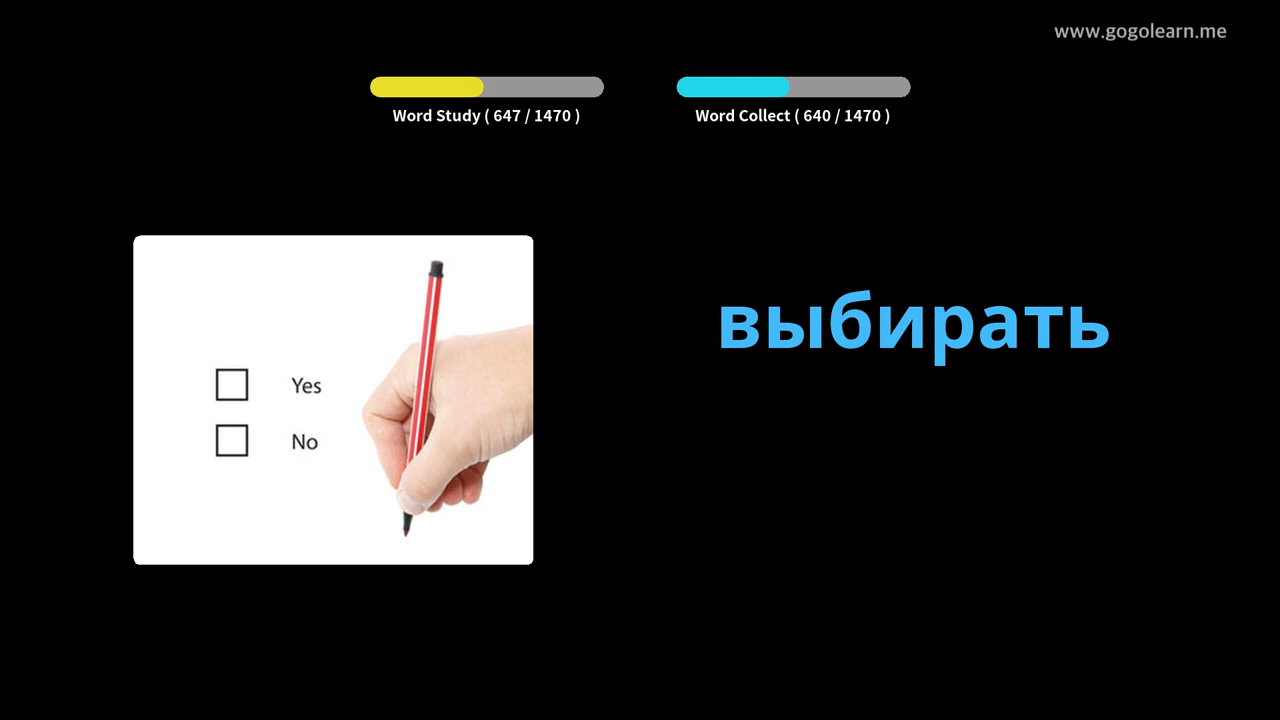 www.gogolearn.me
Word Study ( 647 / 1470 )
Word Collect ( 640 / 1470 )
выбирать
Yes
No